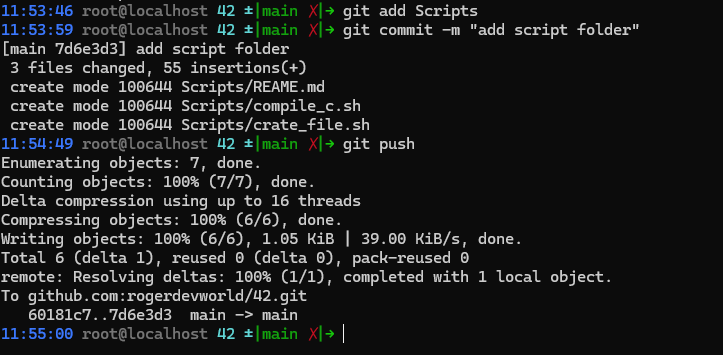 11:53:46 root@localhost 42 ±|main ✗|→ git add Scripts
11:53:59 root@localhost 42 ±|main ✗|→ git commit -m "add script folder"
[main 7d6e3d3] add script folder
 3 files changed, 55 insertions(+)
 create mode 100644 Scripts/REAME.md
 create mode 100644 Scripts/compile_c.sh
 create mode 100644 Scripts/crate_file.sh
11:54:49 root@localhost 42 ±|main ✗|→ git push
Enumerating objects: 7, done.
Counting objects: 100% (7/7), done.
Delta compression using up to 16 threads
Compressing objects: 100% (6/6), done.
Writing objects: 100% (6/6), 1.05 KiB | 39.00 KiB/s, done.
Total 6 (delta 1), reused 0 (delta 0), pack-reused 0
remote: Resolving deltas: 100% (1/1), completed with 1 local object.
To github.com:rogerdevworld/42.git
   60181c7..7d6e3d3  main -> main
11:55:00 root@localhost 42 ±|main ✗|→